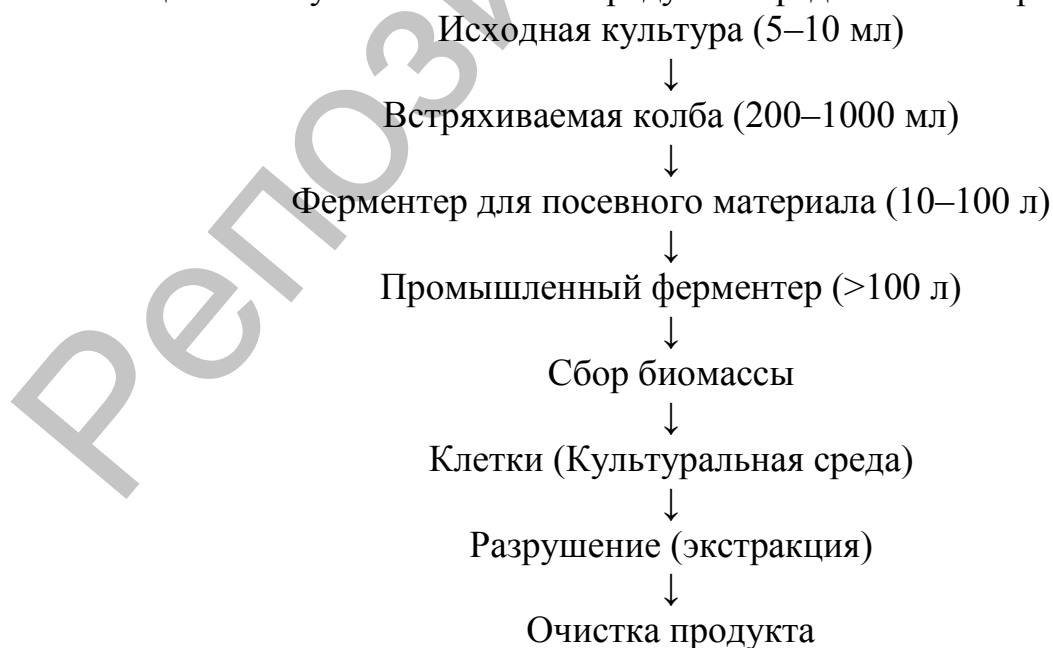 Исходная культура (5–10 мл)
↓
Встряхиваемая колба (200–1000 мл)
↓
Ферментер для посевного материала (10–100 л)
↓
Промышленный ферментер (>100 л)
↓
Сбор биомассы
↓
Клетки (Культуральная среда)
↓
Разрушение (экстракция)
↓
Очистка продукта
Репози